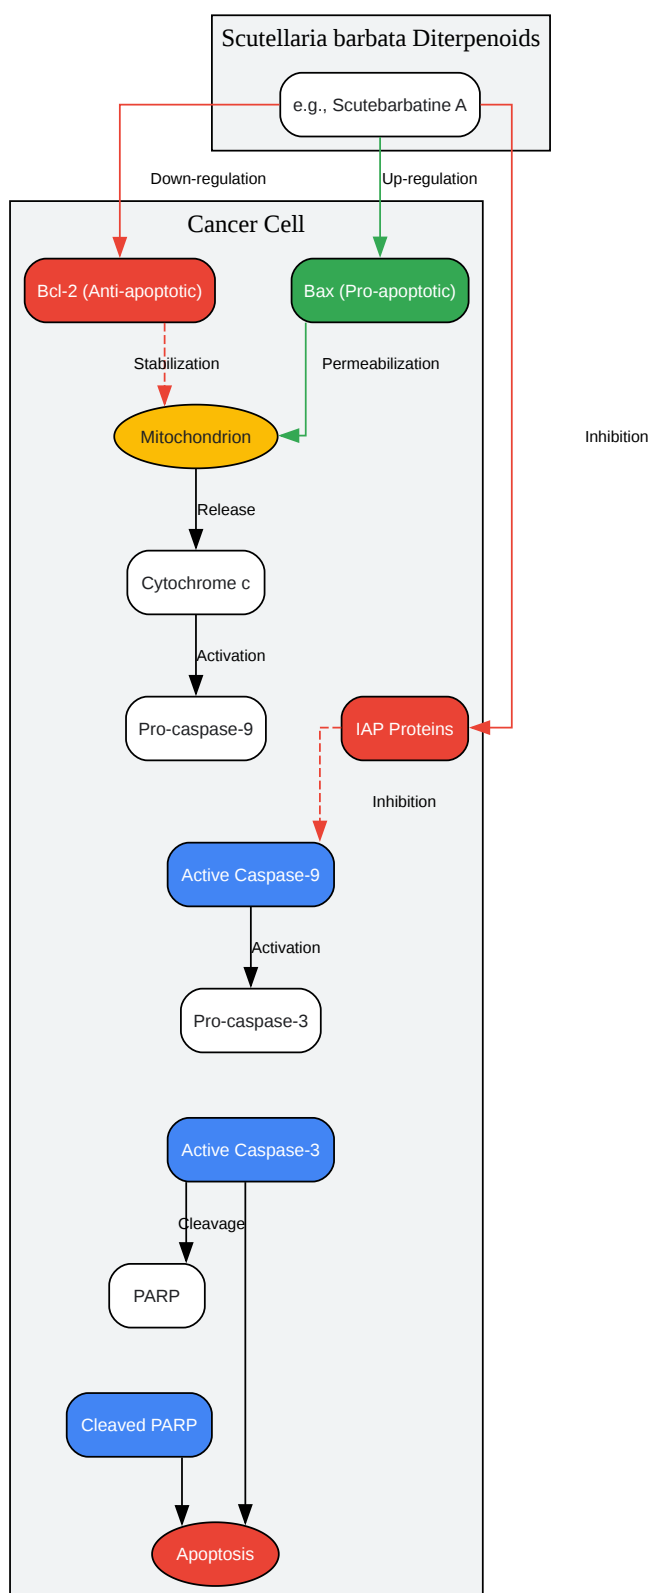 Scutellaria barbata Diterpenoids
e.g., Scutebarbatine A
Down-regulation
Up-regulation
Cancer Cell
Bcl-2 (Anti-apoptotic)
Bax (Pro-apoptotic)
Stabilization
Permeabilization
Mitochondrion
Inhibition
Release
Cytochrome c
Activation
Pro-caspase-9
IAP Proteins
Inhibition
Active Caspase-9
Activation
Pro-caspase-3
Active Caspase-3
Cleavage
PARP
Cleaved PARP
Apoptosis